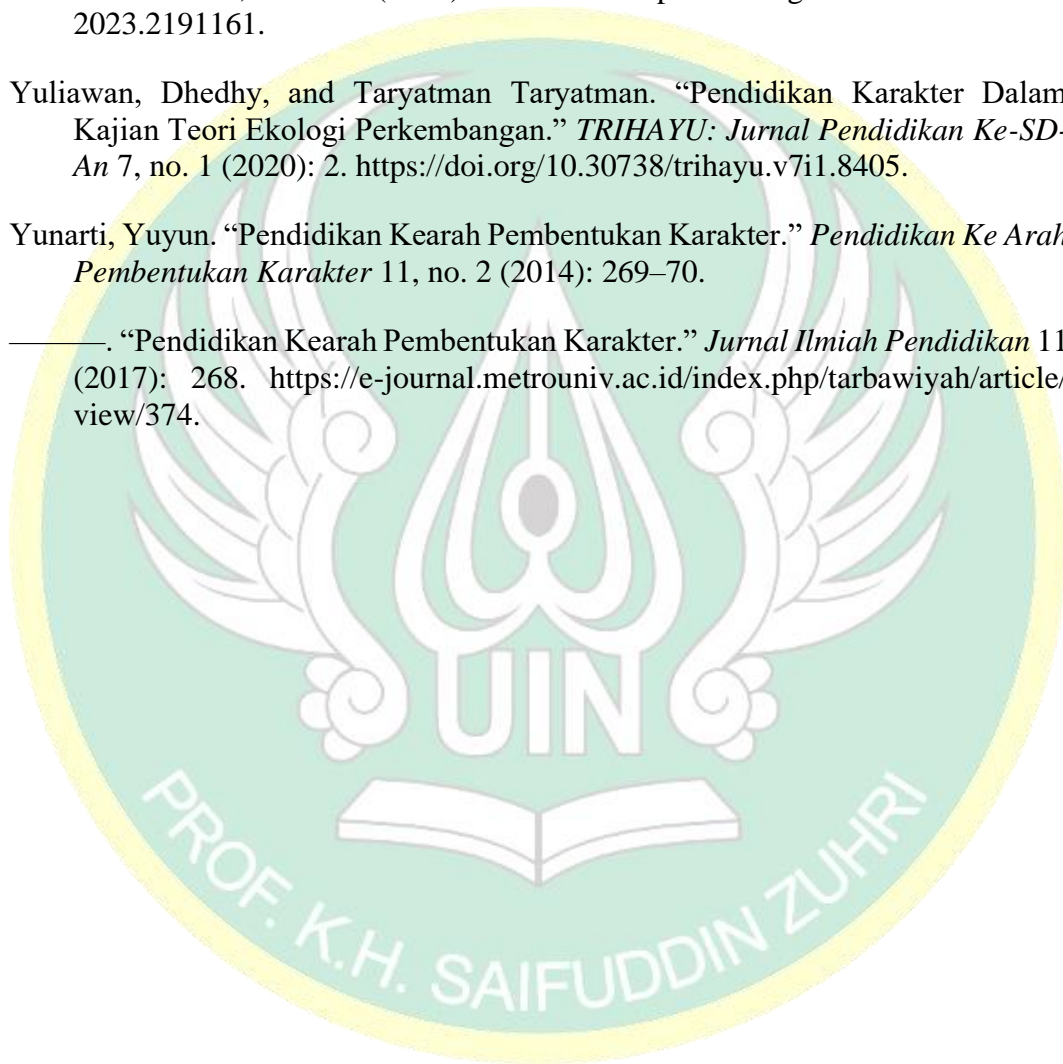 2023.2191161.
Yuliawan, Dhedhy, and Taryatman Taryatman. “Pendidikan Karakter Dalam
Kajian Teori Ekologi Perkembangan.” TRIHAYU: Jurnal Pendidikan Ke-SD-
An 7, no. 1 (2020): 2. https://doi.org/10.30738/trihayu.v7i1.8405.
Yunarti, Yuyun. “Pendidikan Kearah Pembentukan Karakter.” Pendidikan Ke Arah
Pembentukan Karakter 11, no. 2 (2014): 269–70.
———. “Pendidikan Kearah Pembentukan Karakter.” Jurnal Ilmiah Pendidikan 11
(2017): 268. https://e-journal.metrouniv.ac.id/index.php/tarbawiyah/article/
view/374.
UIN
PROF. K.H. SAIFUDDIN ZUHRI